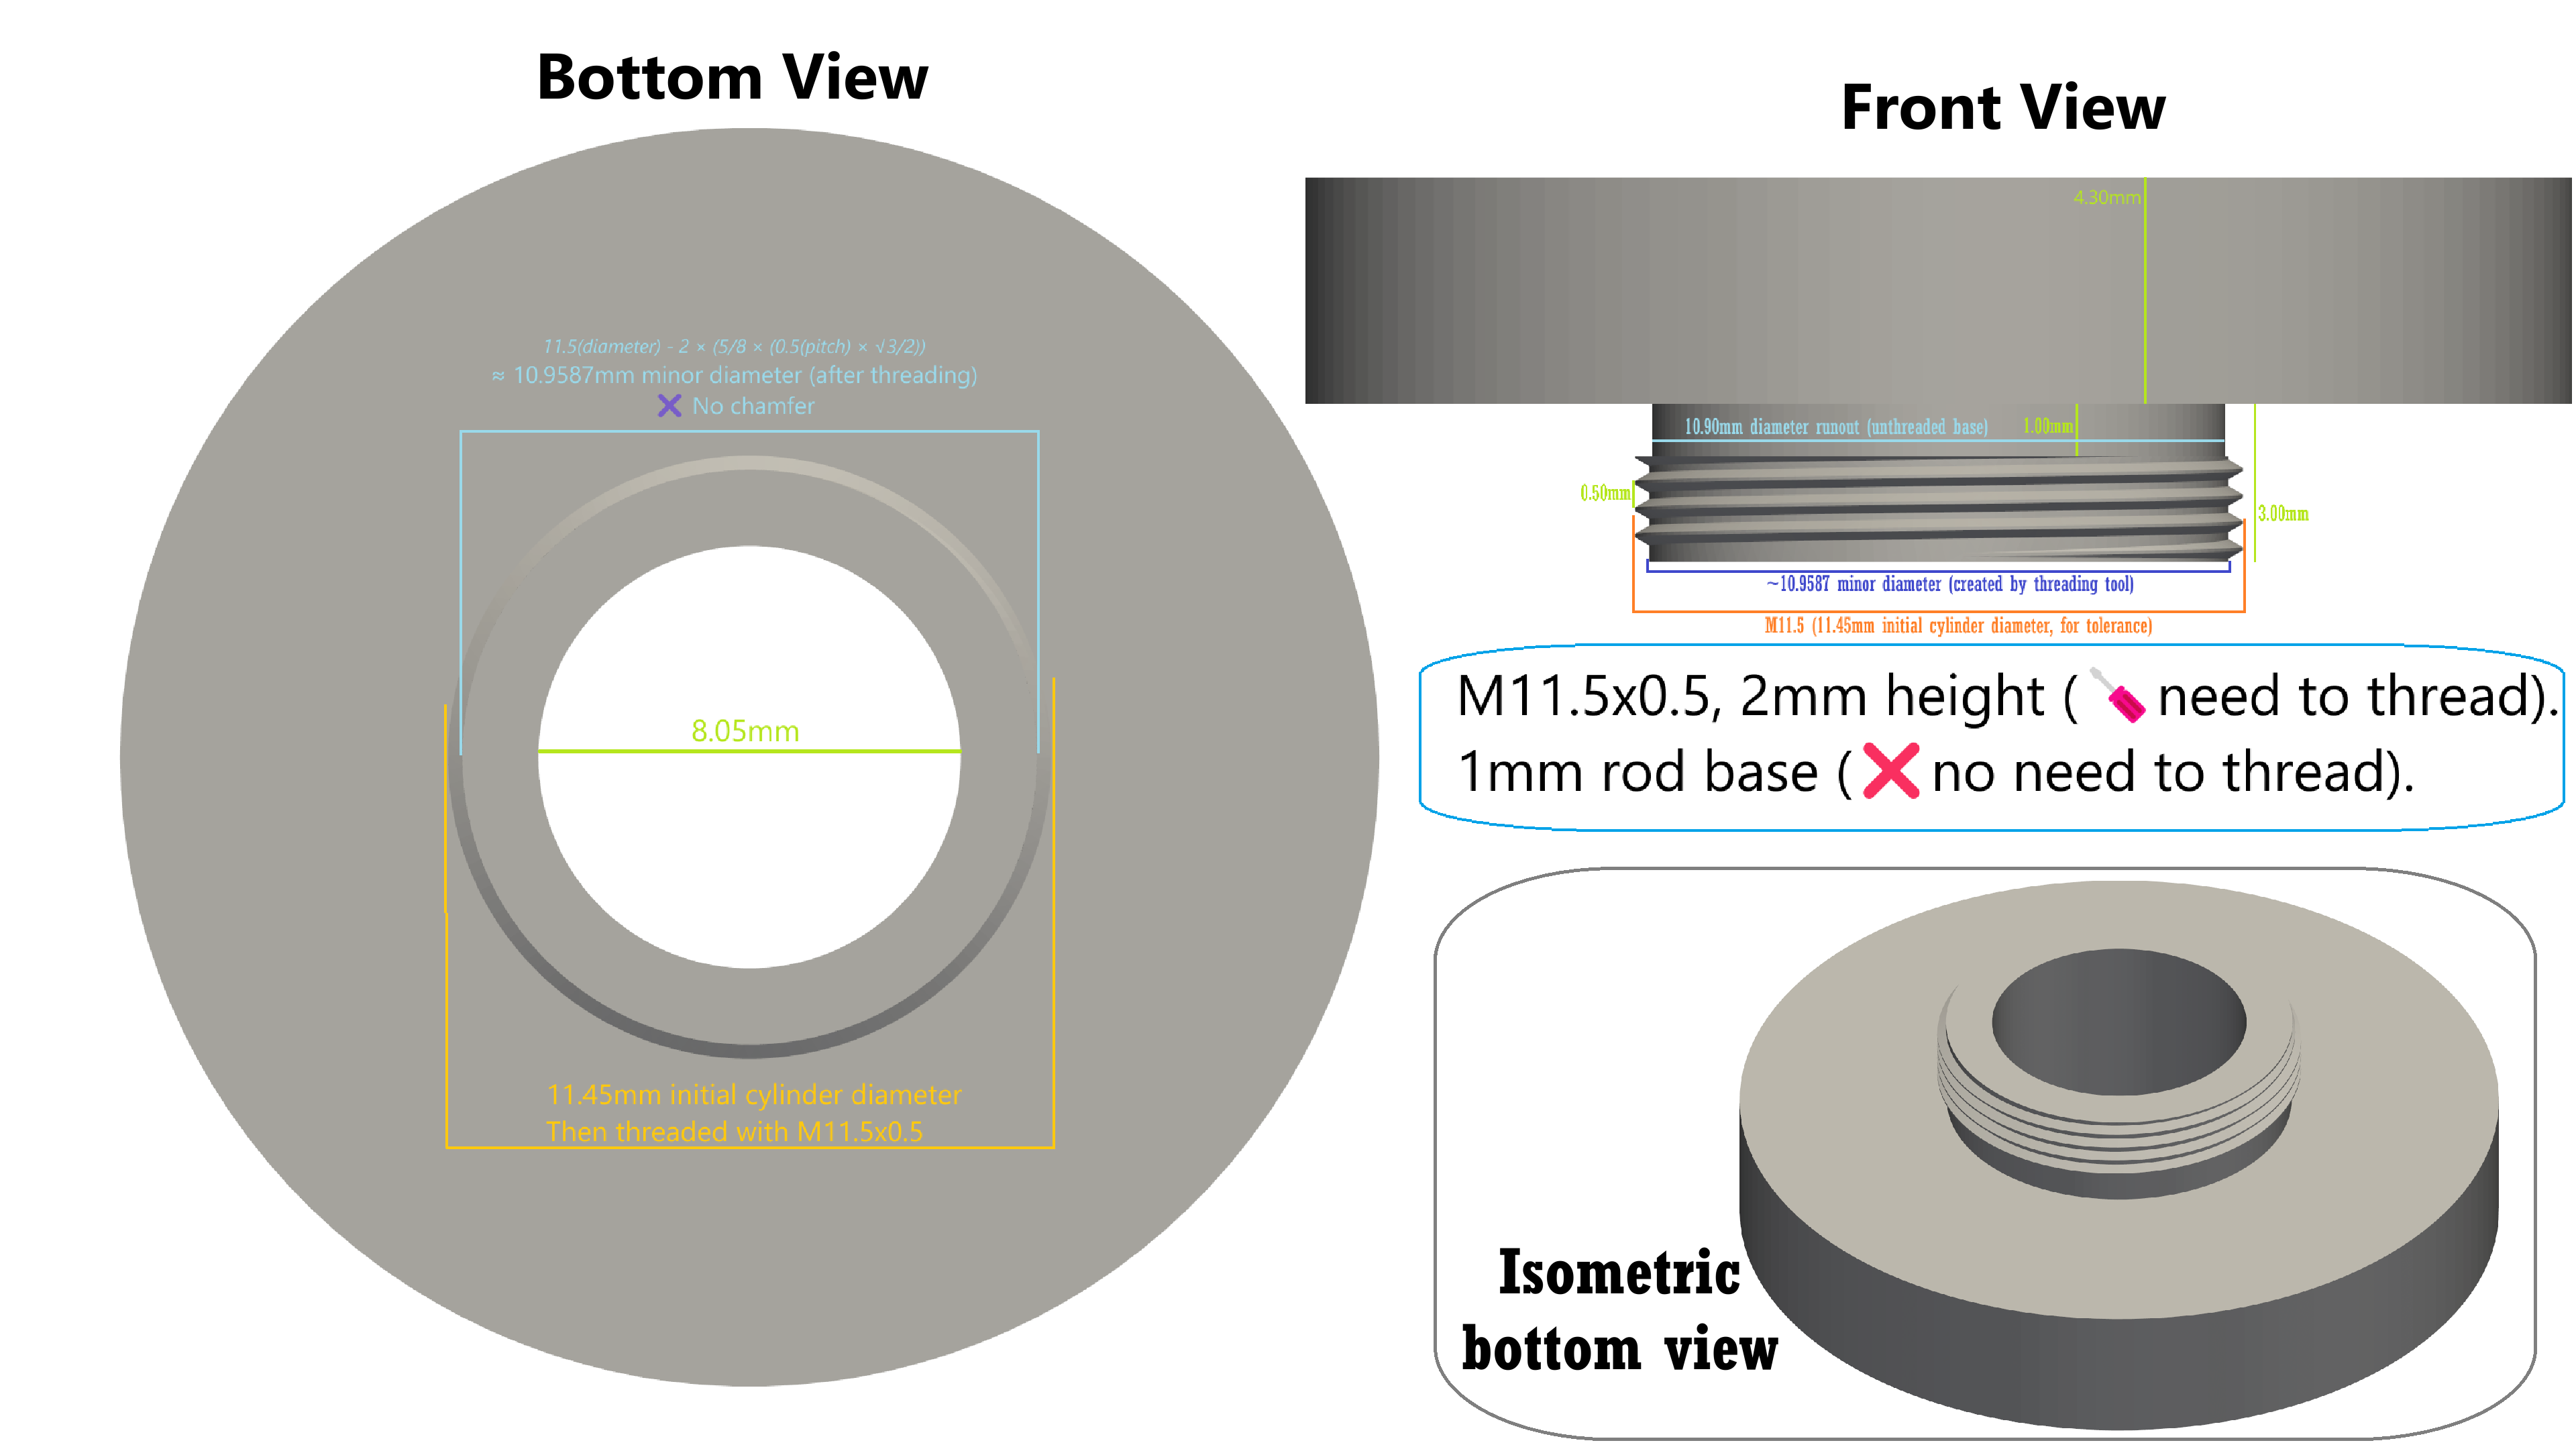 Bottom View
11.5(diameter) - 2 × (5/8 × (0.5(pitch) × √3/2))
≈ 10.9587mm minor diameter (after threading)
❌ No chamfer
8.05mm
11.45mm initial cylinder diameter
Then threaded with M11.5x0.5
Front View
4.30mm
10.90mm diameter runout (unthreaded base)
1.00mm
0.50mm
3.00mm
~10.9587 minor diameter (created by threading tool)
M11.5 (11.45mm initial cylinder diameter, for tolerance)
M11.5x0.5, 2mm height (🪛 need to thread).
1mm rod base (❌ no need to thread).
Isometric
bottom view